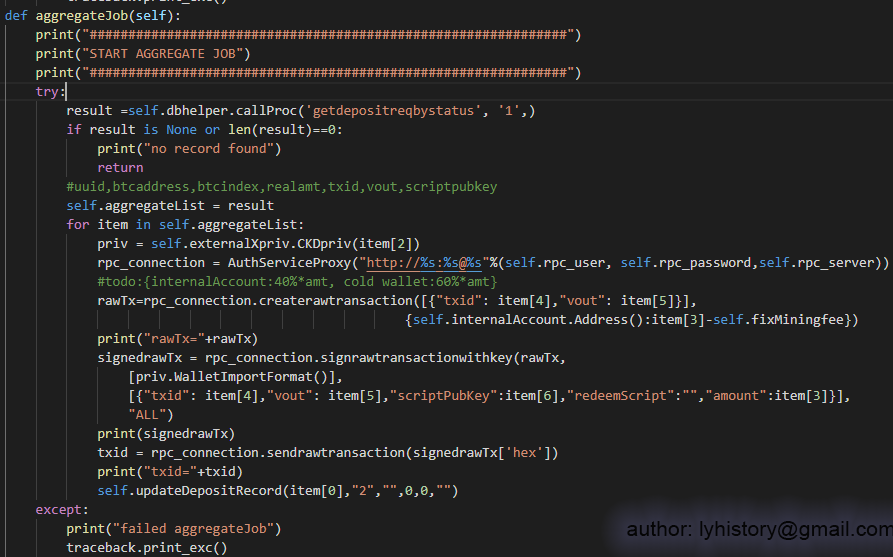 def aggregateJob(self):
    print("##############################################################")
    print("START AGGREGATE JOB")
    print("##############################################################")
    try:
        result =self.dbhelper.callProc('getdepositreqbystatus', '1',)
        if result is None or len(result)==0:
            print("no record found")
            return
        #uuid,btcaddress,btcindex,realamt,txid,vout,scriptpubkey
        self.aggregateList = result
        for item in self.aggregateList:
            priv = self.externalXpriv.CKDpriv(item[2])
            rpc_connection = AuthServiceProxy("http://%s:%s@%s"%(self.rpc_user, self.rpc_password,self.rpc_server))
            #todo:{internalAccount:40%*amt, cold wallet:60%*amt}
            rawTx=rpc_connection.createrawtransaction([{"txid": item[4],"vout": item[5]}],
                                                    {self.internalAccount.Address():item[3]-self.fixMiningfee})
            print("rawTx="+rawTx)
            signedrawTx = rpc_connection.signrawtransactionwithkey(rawTx,
                [priv.WalletImportFormat()],
                [{"txid": item[4],"vout": item[5],"scriptPubKey":item[6],"redeemScript":"","amount":item[3]}],
                "ALL")
            print(signedrawTx)
            txid = rpc_connection.sendrawtransaction(signedrawTx['hex'])
            print("txid="+txid)
            self.updateDepositRecord(item[0],"2","",0,0,"")
    except:
        print("failed aggregateJob")
        traceback.print_exc()
author: lyhistory@gmail.com